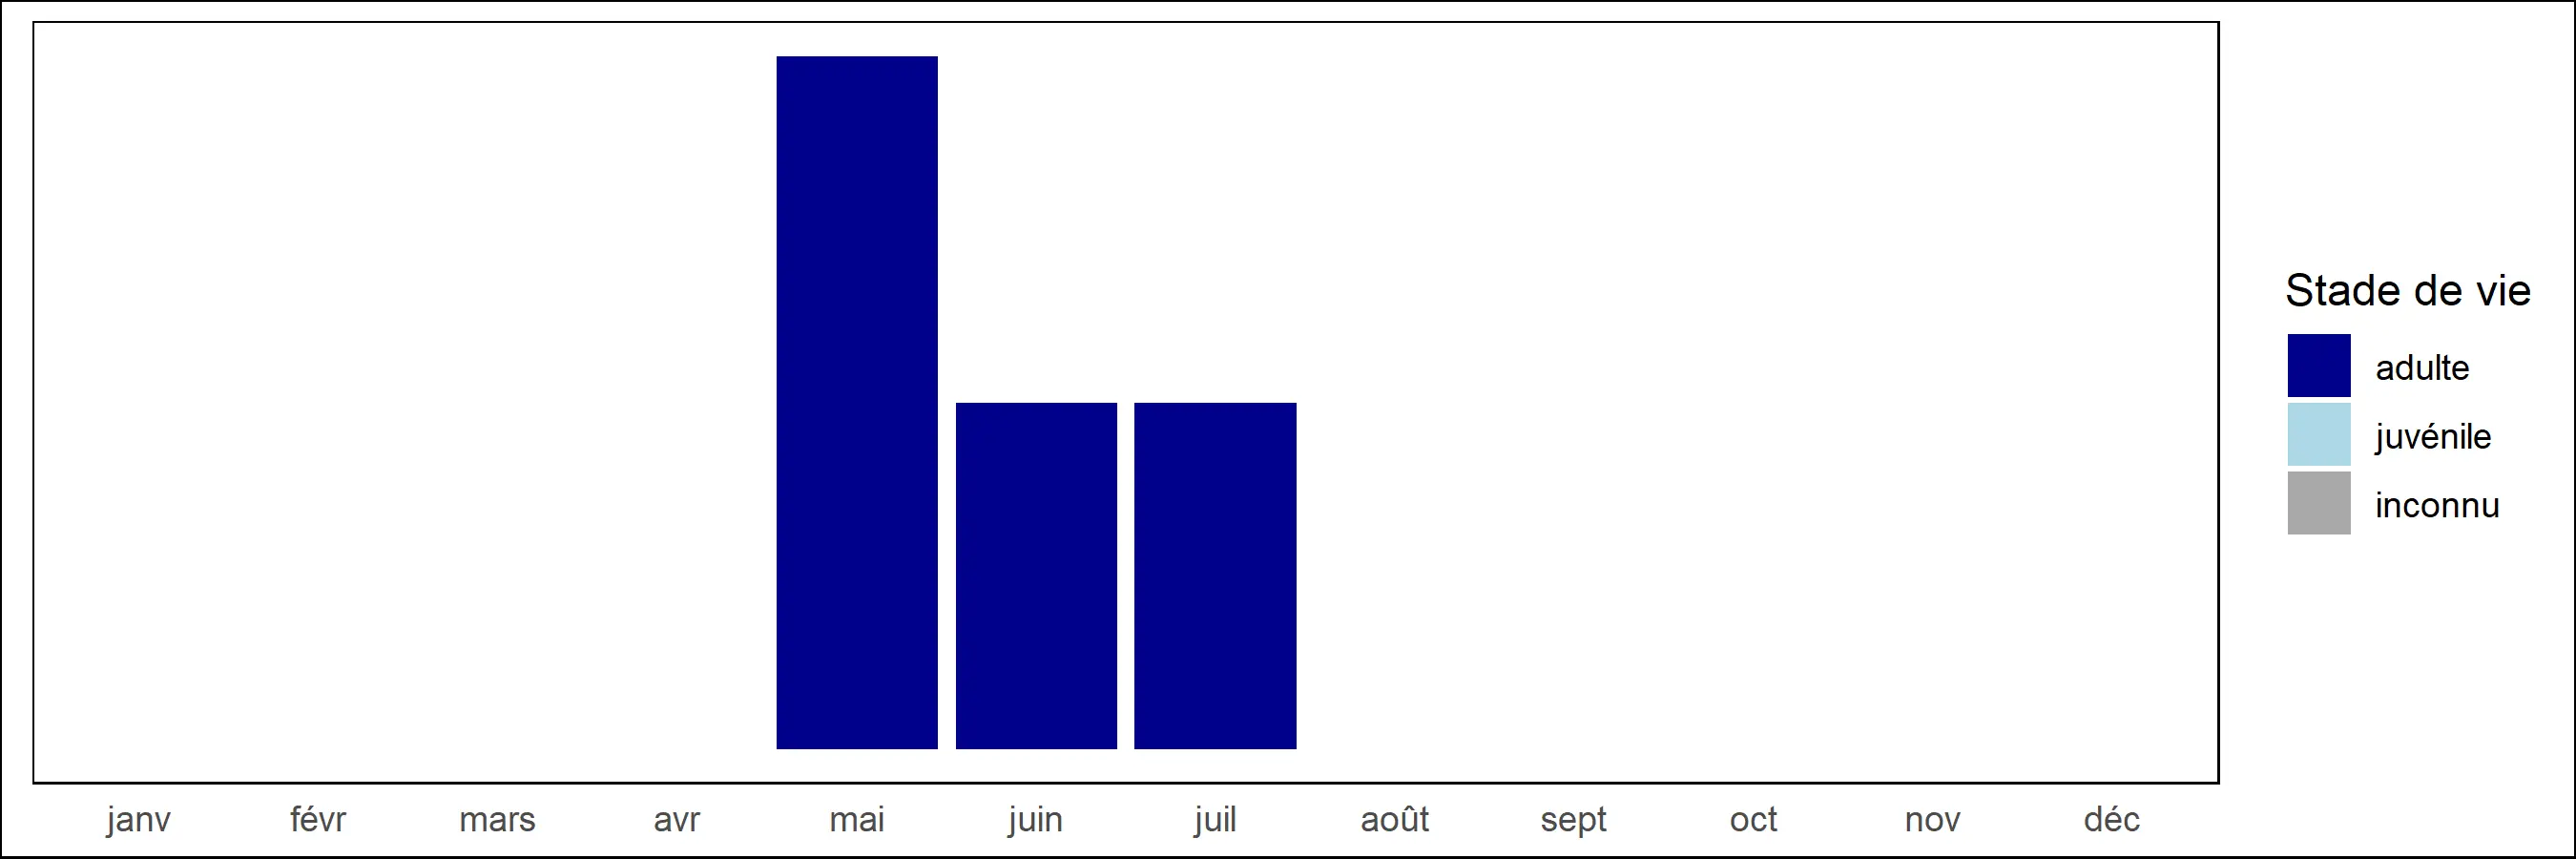 Stade de vie
adulte
juvénile
inconnu
janv févr mars avr mai juin juil août sept oct nov déc